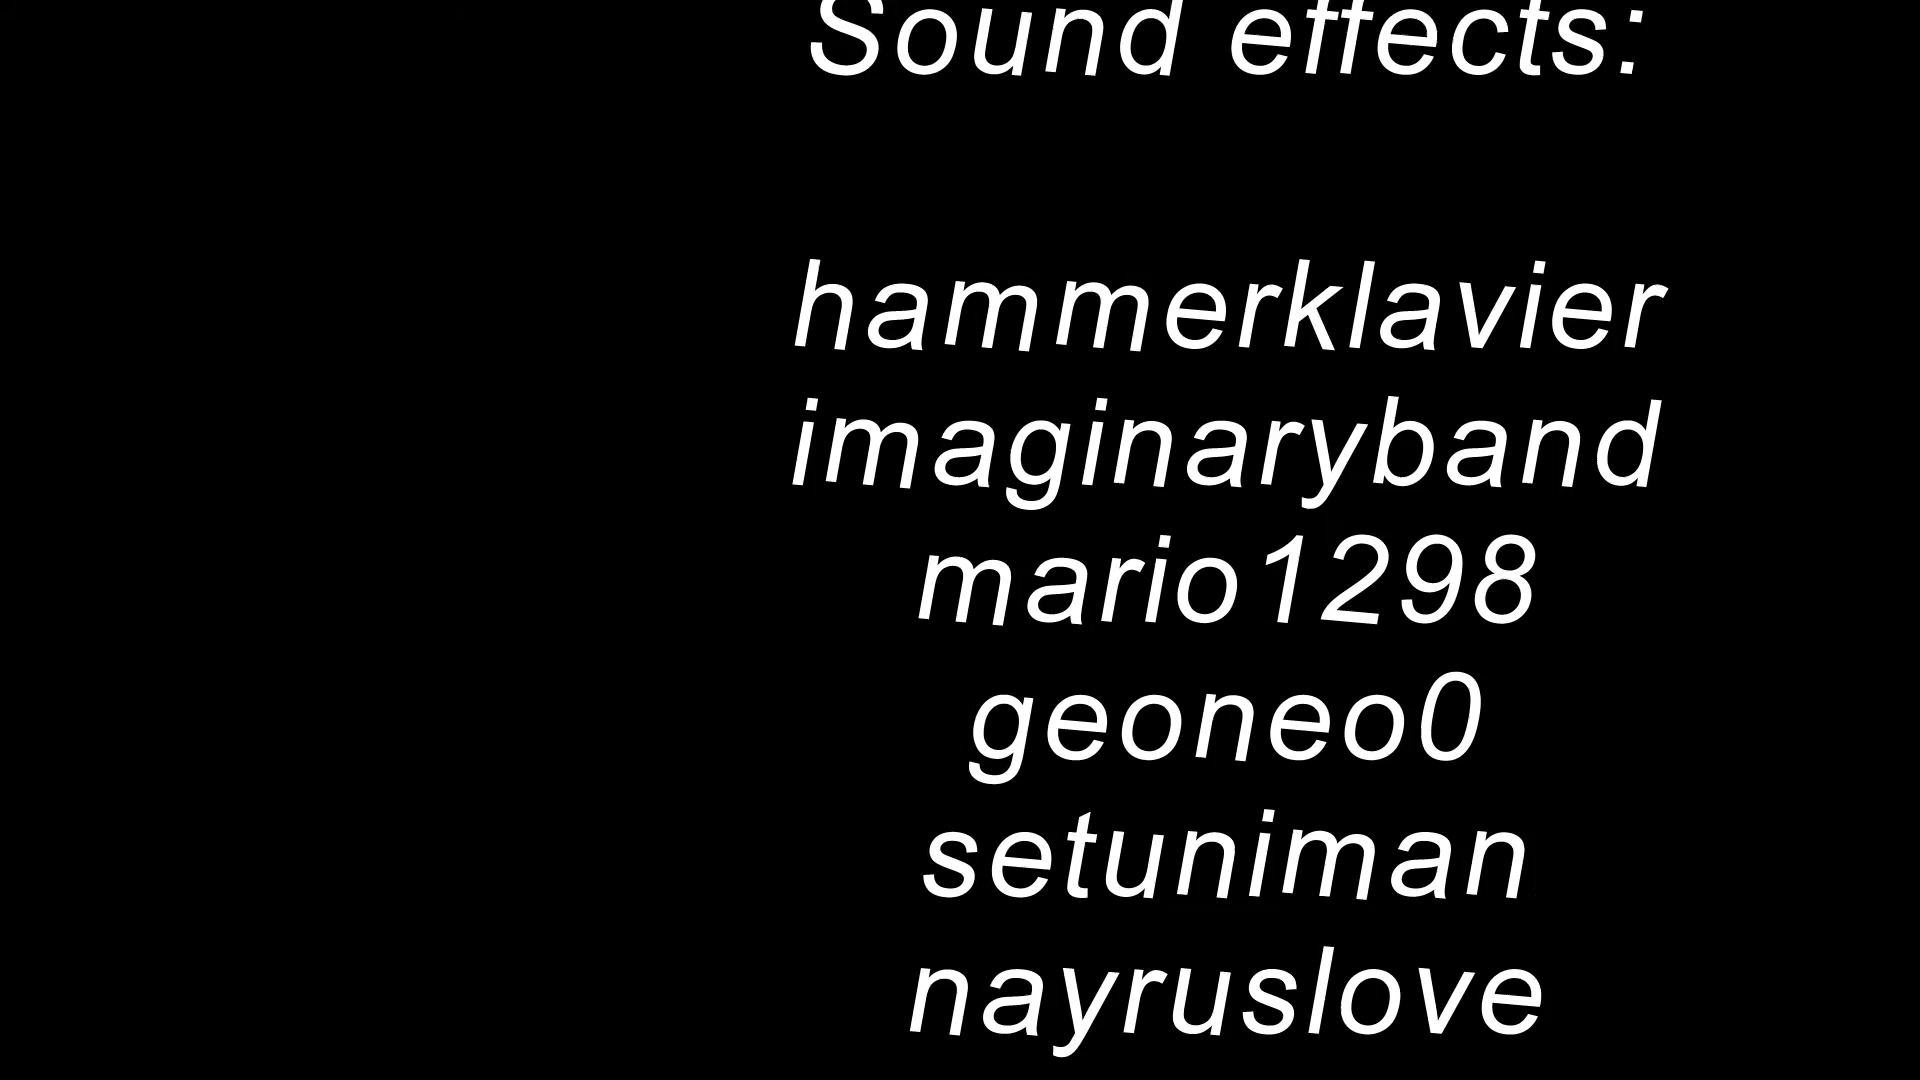 Sound effects:
hammerklavier
imaginaryband
mario1298
geoneo0
setuniman
nayruslove